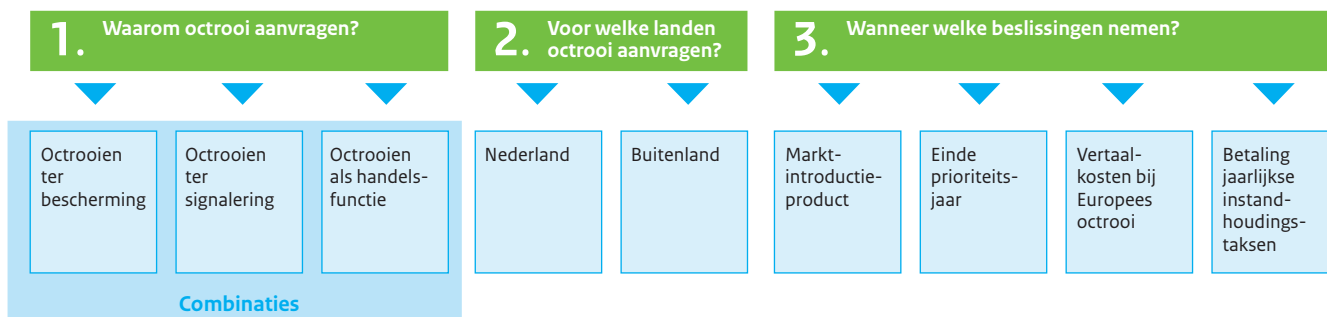 1. Waarom octrooi aanvragen?
2. Voor welke landen
octrooi aanvragen?
3. Wanneer welke beslissingen nemen?
Octrooien
ter
bescherming
Octrooien
ter
signalering
Octrooien
als handels-
functie
Nederland
Buitenland
Markt-
introductie-
product
Einde
prioriteits-
jaar
Vertaal-
kosten bij
Europees
octrooi
Betaling
jaarlijkse
instand-
houdings-
taksen
Combinaties